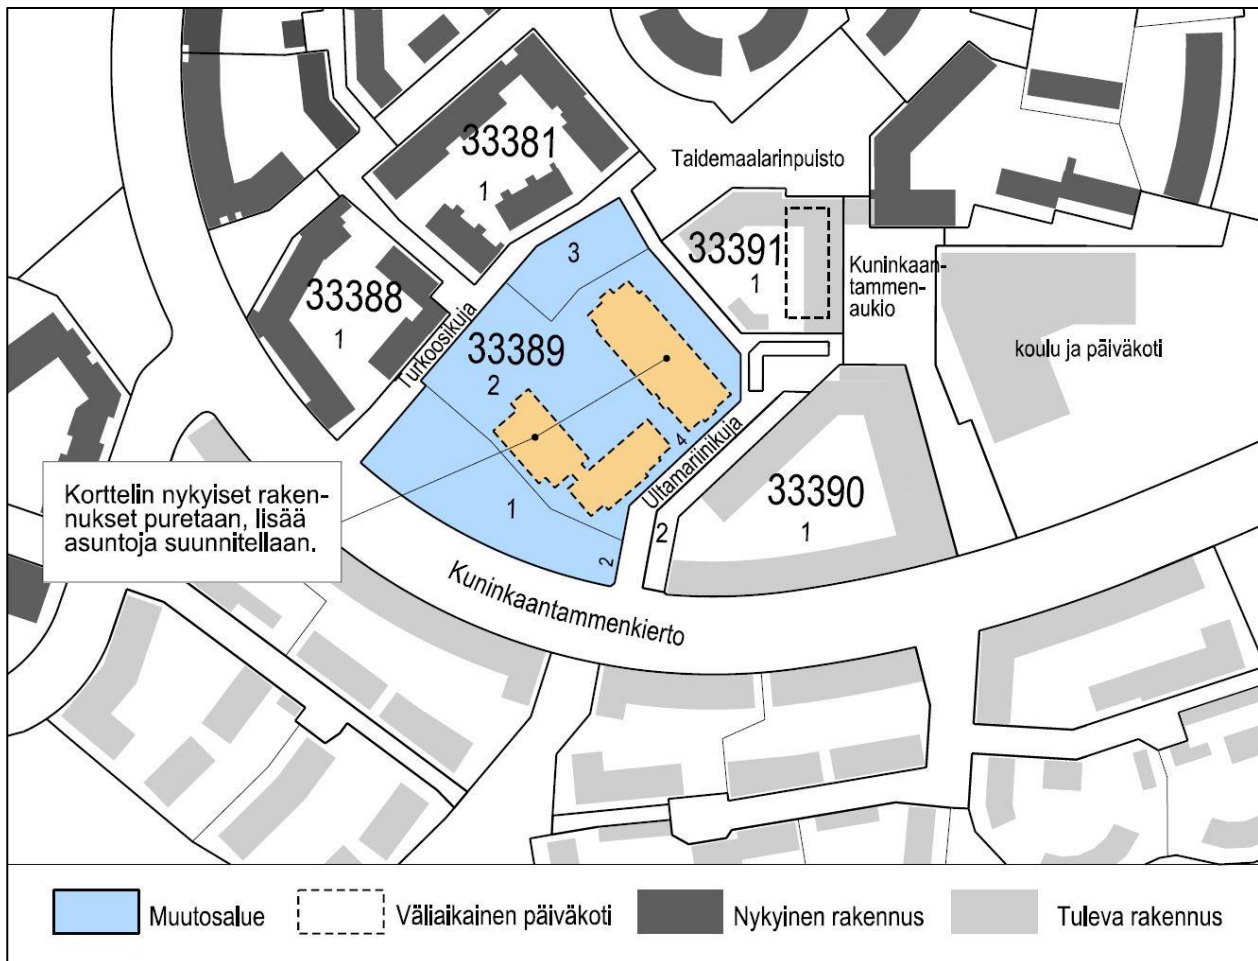 33381
1
Taidemaalarinpuisto
3
33391
1
Kuninkaan-
tammen-
aukio
33388
1
Turkoosikuja
33389
2
koulu ja päiväkoti
4
Ultamariinikuja
Korttelin nykyiset raken-
nukset puretaan, lisää
asuntoja suunnitellaan.
1
2
2
33390
1
Kuninkaantammenkierto
Muutosalue
Väliaikainen päiväkoti
Nykyinen rakennus
Tuleva rakennus